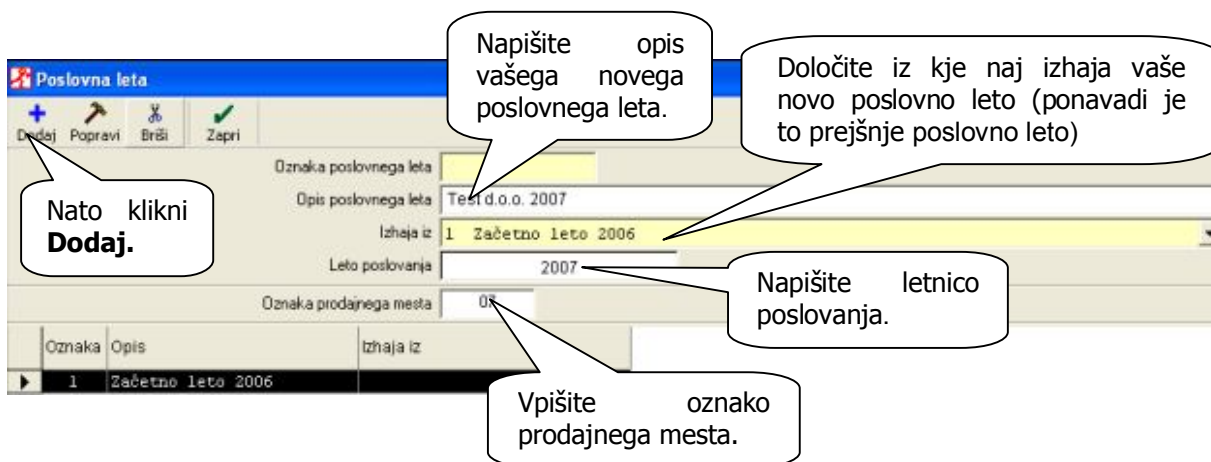 Napišite opis
vašega novega
poslovnega leta.
Določite iz kje naj izhaja vaše
novo poslovno leto (ponavadi je
to prejšnje poslovno leto)
Poslovna leta
Dodaj Popravi Briši Zapri
Oznaka poslovnega leta
Opis poslovnega leta Test d.o.o. 2007
Nato klikni
Dodaj.
Izhaja iz 1 Začetno leto 2006
Leto poslovanja 2007
Napišite letnico
poslovanja.
Oznaka prodajnega mesta
Oznaka Opis Izhaja iz
1 Začetno leto 2006
Vpišite oznako
prodajnega mesta.